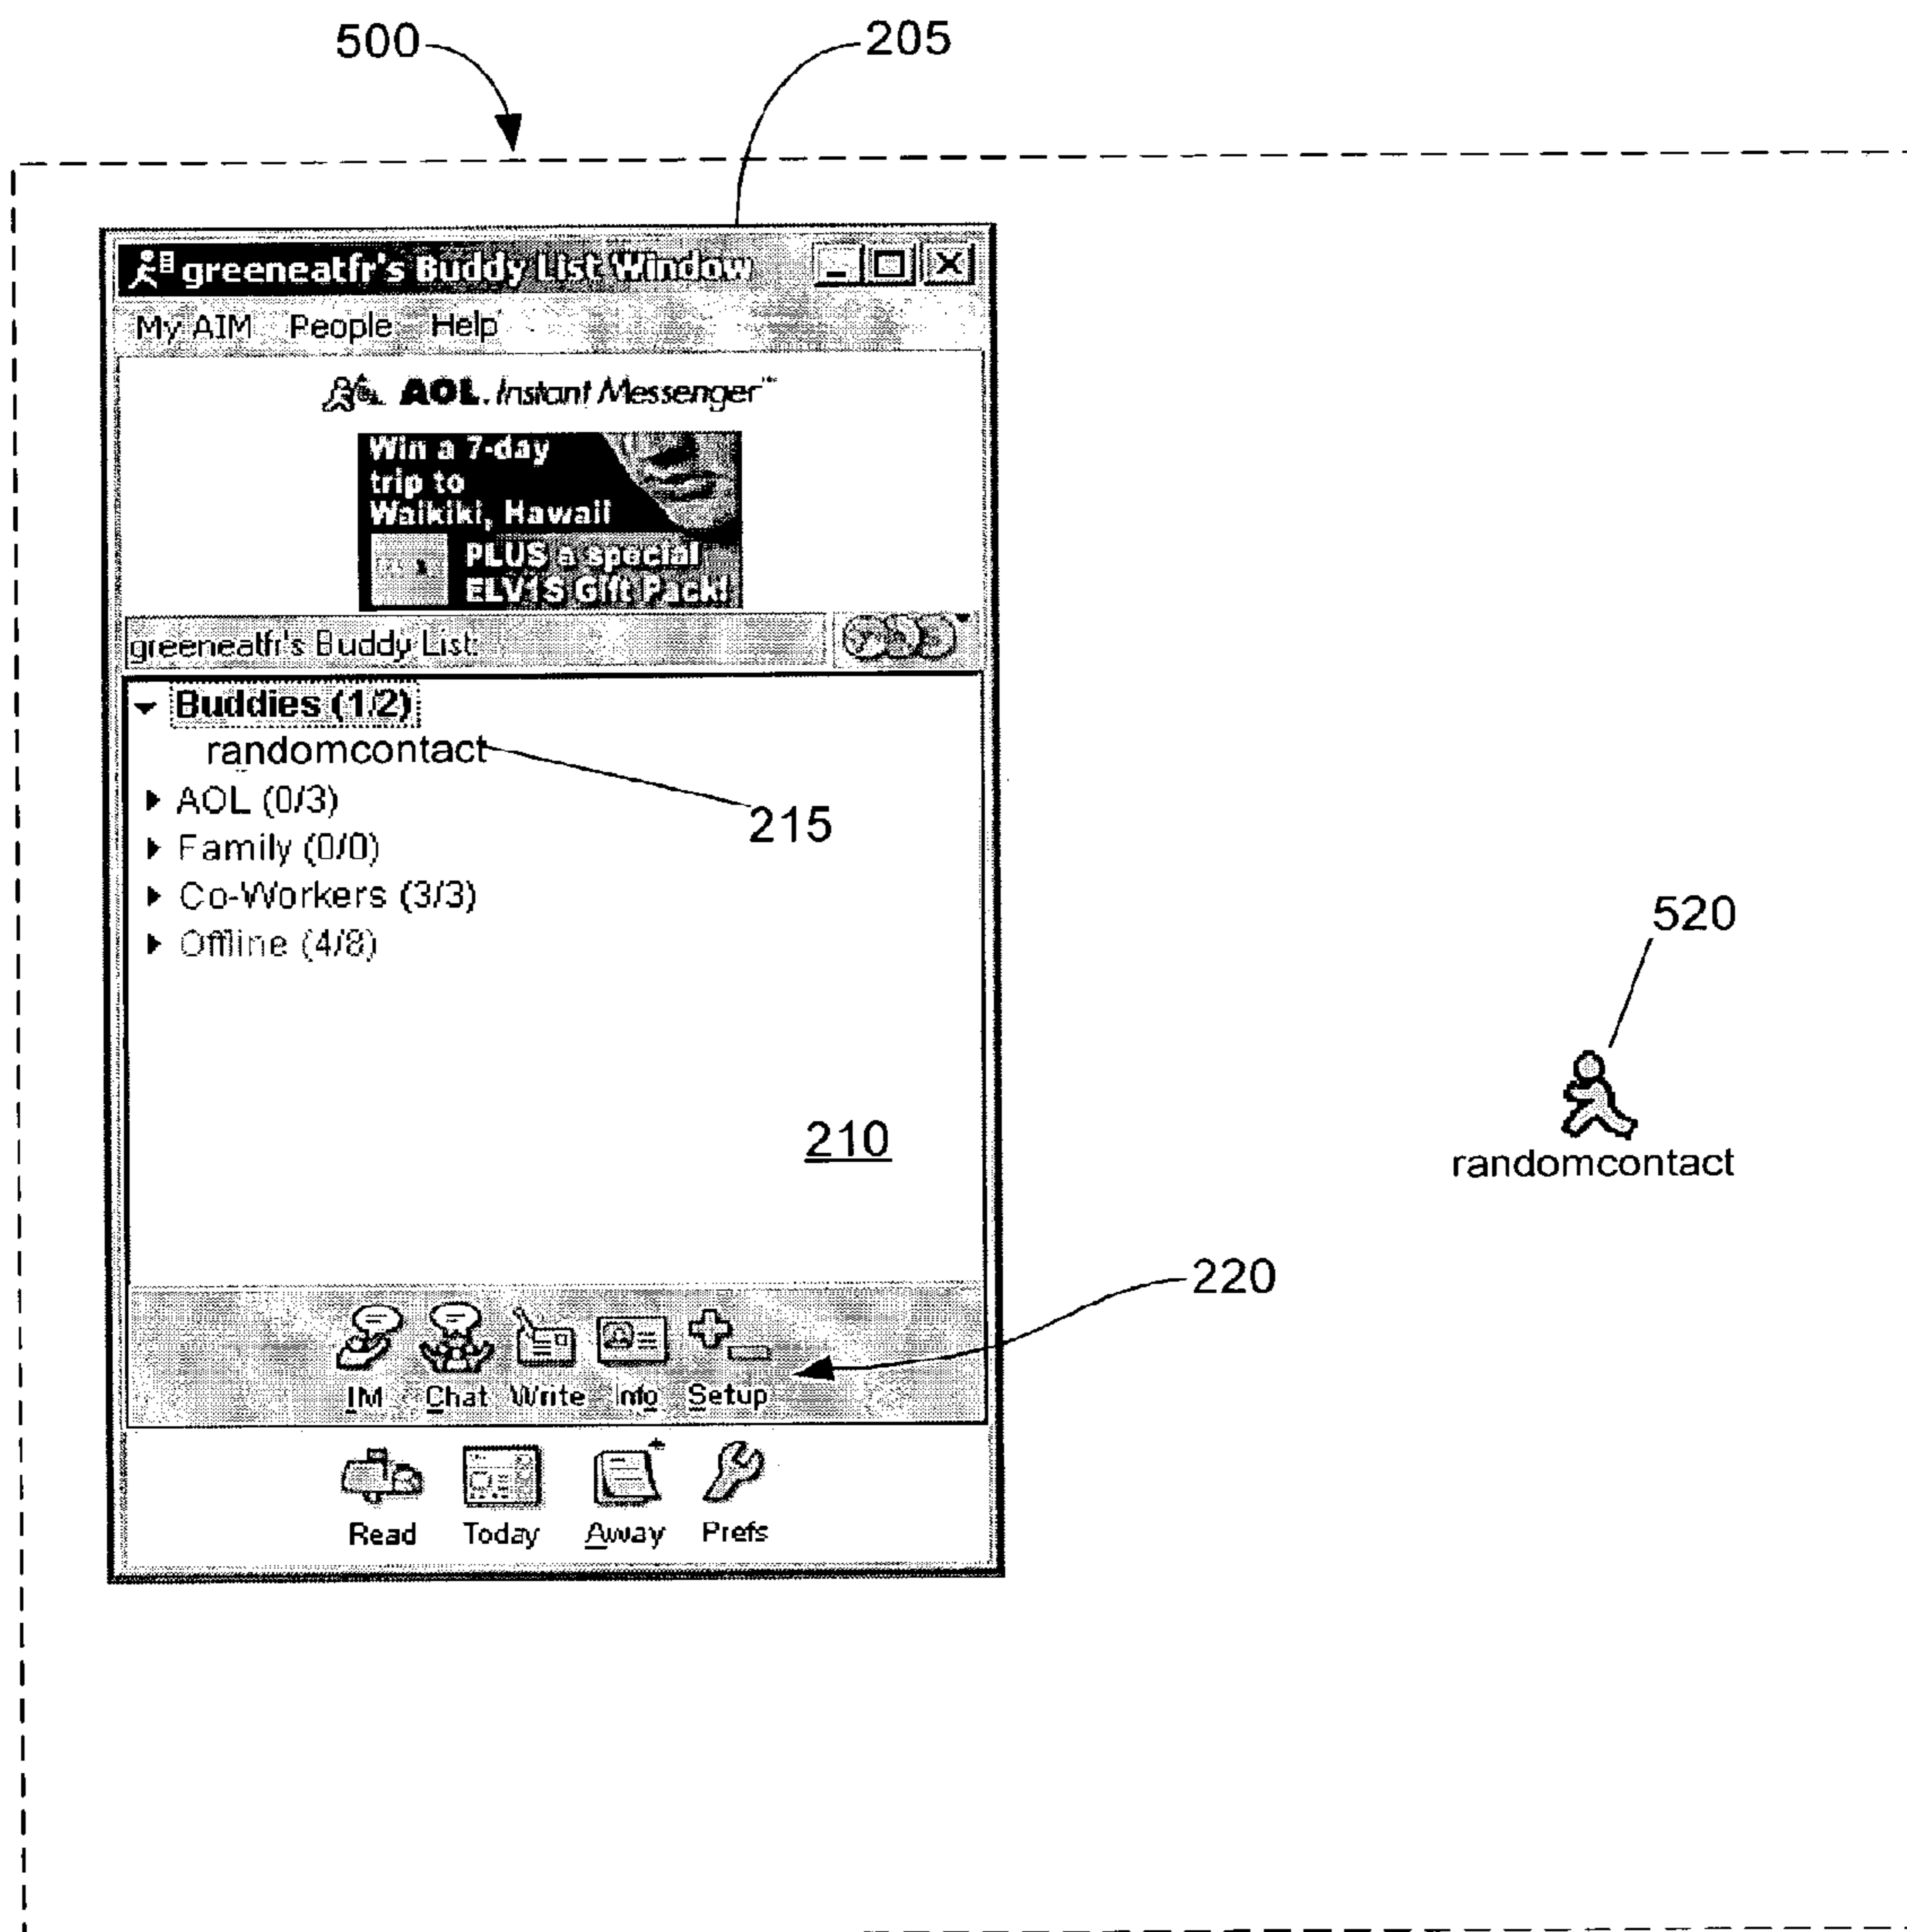 500
205
greeneatfr's Buddy List Window
My AIM People Help
AOL Instant Messenger™
Win a 7-day
trip to
Waikiki, Hawaii
PLUS a special
ELV1S Gift Pack!
greeneatfr's Buddy List
Buddies (1/2)
randomcontact
215
AOL (0/3)
Family (0/0)
Co-Workers (3/3)
Offline (4/8)
520
randomcontact
210
220
IM Chat Write Info Setup
Read Today Away Prefs